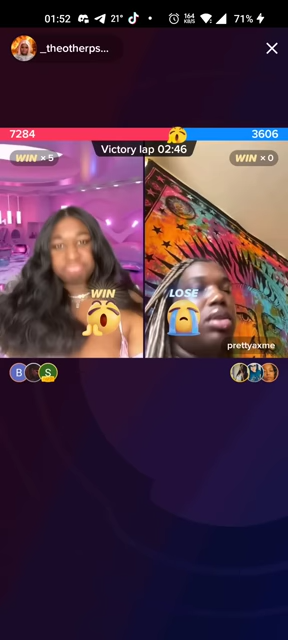 01:52 21° 164 KB/S 71%
_theotherps...
7284 3606
Victory lap 02:46
WIN × 5 WIN × 0
WIN LOSE
prettyaxme
B S